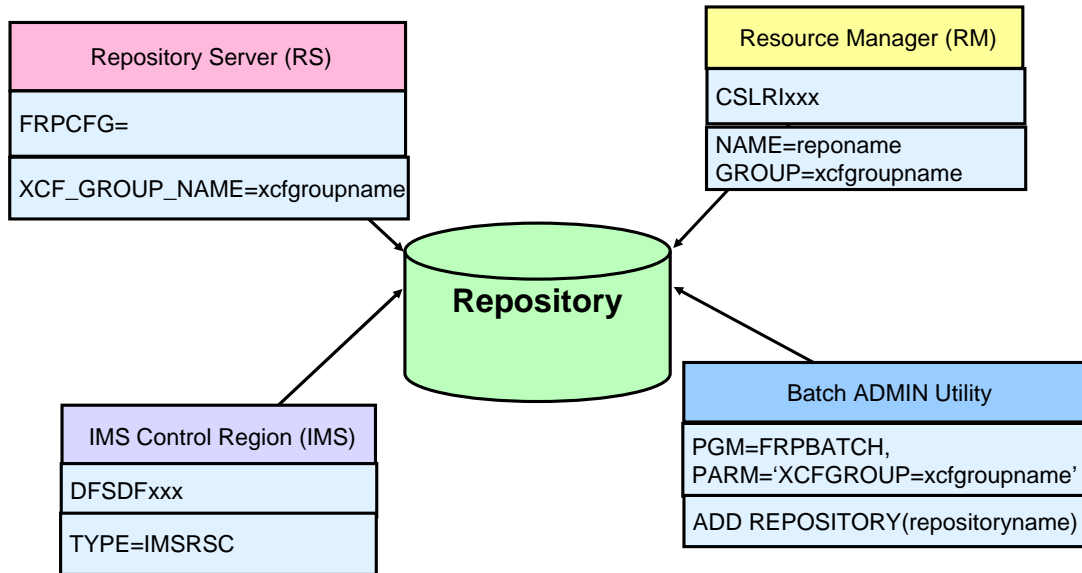 Repository Server (RS)
FRPCFG=
XCF_GROUP_NAME=xcfgroupname
Resource Manager (RM)
CSLRIxxx
NAME=reponame
GROUP=xcfgroupname
Repository
IMS Control Region (IMS)
DFSDFxxx
TYPE=IMSRSC
Batch ADMIN Utility
PGM=FRPBATCH,
PARM=‘XCFGROUP=xcfgroupname’
ADD REPOSITORY(repositoryname)